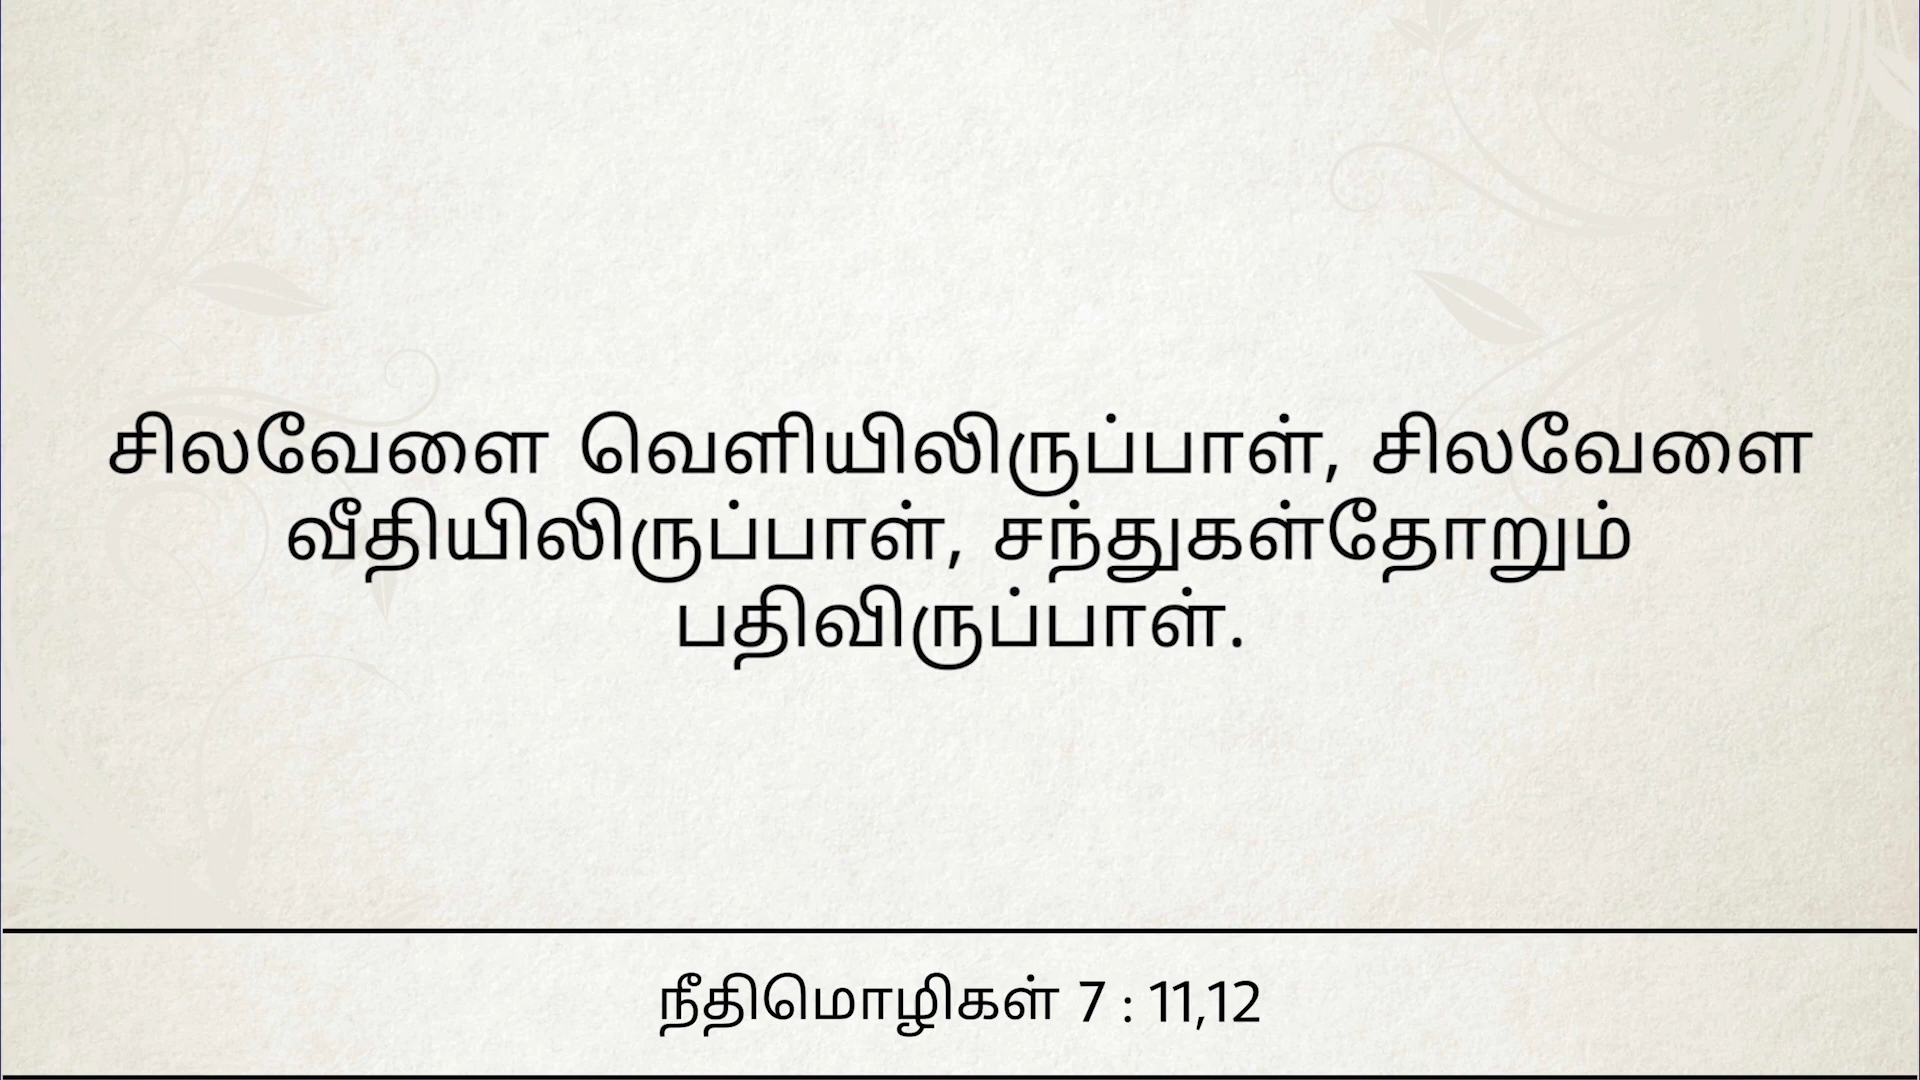 சிலவேளை வெளியிலிருப்பாள், சிலவேளை
வீதியிலிருப்பாள், சந்துகள்தோறும்
பதிவிருப்பாள்.
நீதிமொழிகள் 7 : 11,12